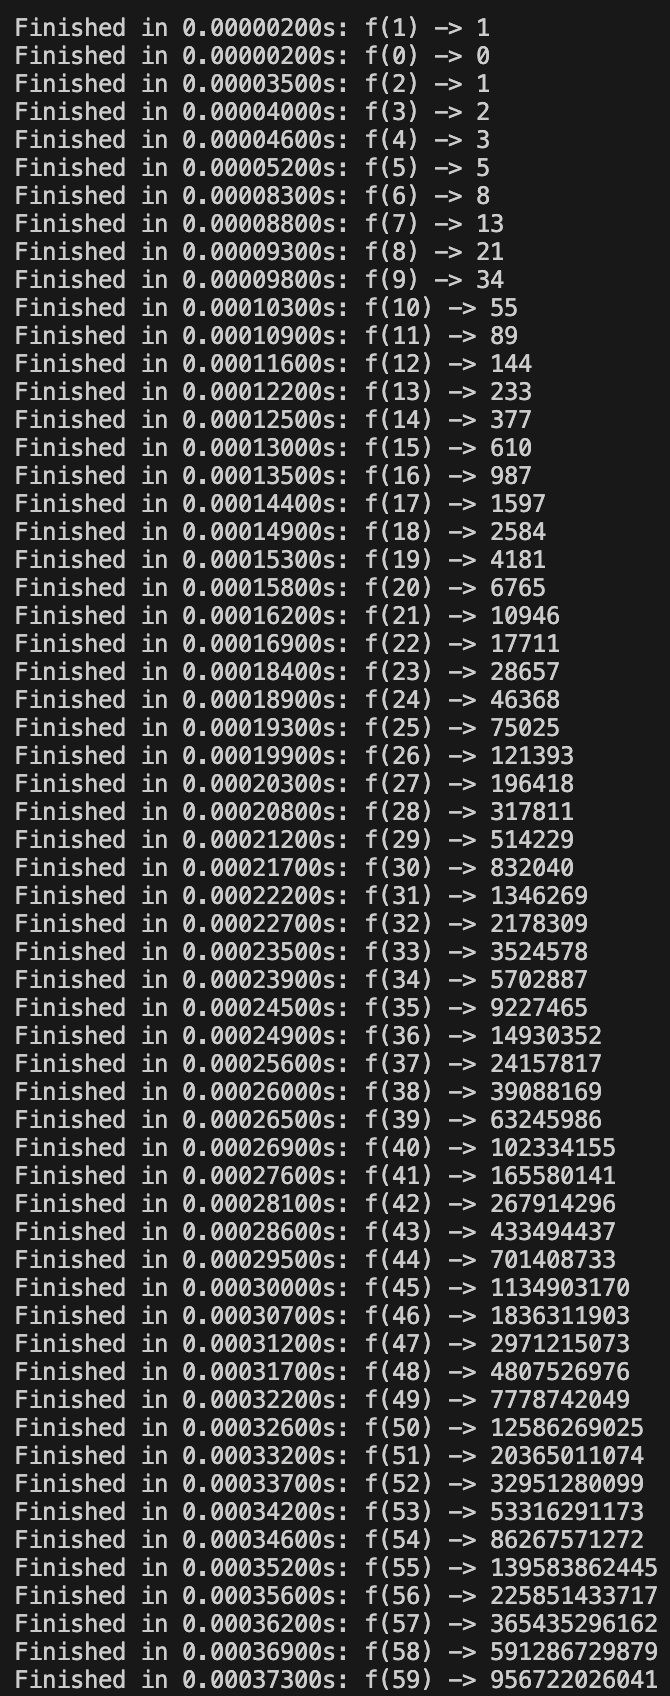 Finished in 0.00000200s: f(1) -> 1
Finished in 0.00000200s: f(0) -> 0
Finished in 0.00003500s: f(2) -> 1
Finished in 0.00004000s: f(3) -> 2
Finished in 0.00004600s: f(4) -> 3
Finished in 0.00005200s: f(5) -> 5
Finished in 0.00008300s: f(6) -> 8
Finished in 0.00008800s: f(7) -> 13
Finished in 0.00009300s: f(8) -> 21
Finished in 0.00009800s: f(9) -> 34
Finished in 0.00010300s: f(10) -> 55
Finished in 0.00010900s: f(11) -> 89
Finished in 0.00011600s: f(12) -> 144
Finished in 0.00012200s: f(13) -> 233
Finished in 0.00012500s: f(14) -> 377
Finished in 0.00013000s: f(15) -> 610
Finished in 0.00013500s: f(16) -> 987
Finished in 0.00014400s: f(17) -> 1597
Finished in 0.00014900s: f(18) -> 2584
Finished in 0.00015300s: f(19) -> 4181
Finished in 0.00015800s: f(20) -> 6765
Finished in 0.00016200s: f(21) -> 10946
Finished in 0.00016900s: f(22) -> 17711
Finished in 0.00018400s: f(23) -> 28657
Finished in 0.00018900s: f(24) -> 46368
Finished in 0.00019300s: f(25) -> 75025
Finished in 0.00019900s: f(26) -> 121393
Finished in 0.00020300s: f(27) -> 196418
Finished in 0.00020800s: f(28) -> 317811
Finished in 0.00021200s: f(29) -> 514229
Finished in 0.00021700s: f(30) -> 832040
Finished in 0.00022200s: f(31) -> 1346269
Finished in 0.00022700s: f(32) -> 2178309
Finished in 0.00023500s: f(33) -> 3524578
Finished in 0.00023900s: f(34) -> 5702887
Finished in 0.00024500s: f(35) -> 9227465
Finished in 0.00024900s: f(36) -> 14930352
Finished in 0.00025600s: f(37) -> 24157817
Finished in 0.00026000s: f(38) -> 39088169
Finished in 0.00026500s: f(39) -> 63245986
Finished in 0.00026900s: f(40) -> 102334155
Finished in 0.00027600s: f(41) -> 165580141
Finished in 0.00028100s: f(42) -> 267914296
Finished in 0.00028600s: f(43) -> 433494437
Finished in 0.00029500s: f(44) -> 701408733
Finished in 0.00030000s: f(45) -> 1134903170
Finished in 0.00030700s: f(46) -> 1836311903
Finished in 0.00031200s: f(47) -> 2971215073
Finished in 0.00031700s: f(48) -> 4807526976
Finished in 0.00032200s: f(49) -> 7778742049
Finished in 0.00032600s: f(50) -> 12586269025
Finished in 0.00033200s: f(51) -> 20365011074
Finished in 0.00033700s: f(52) -> 32951280099
Finished in 0.00034200s: f(53) -> 53316291173
Finished in 0.00034600s: f(54) -> 86267571272
Finished in 0.00035200s: f(55) -> 139583862445
Finished in 0.00035600s: f(56) -> 225851433717
Finished in 0.00036200s: f(57) -> 365435296162
Finished in 0.00036900s: f(58) -> 591286729879
Finished in 0.00037300s: f(59) -> 956722026041